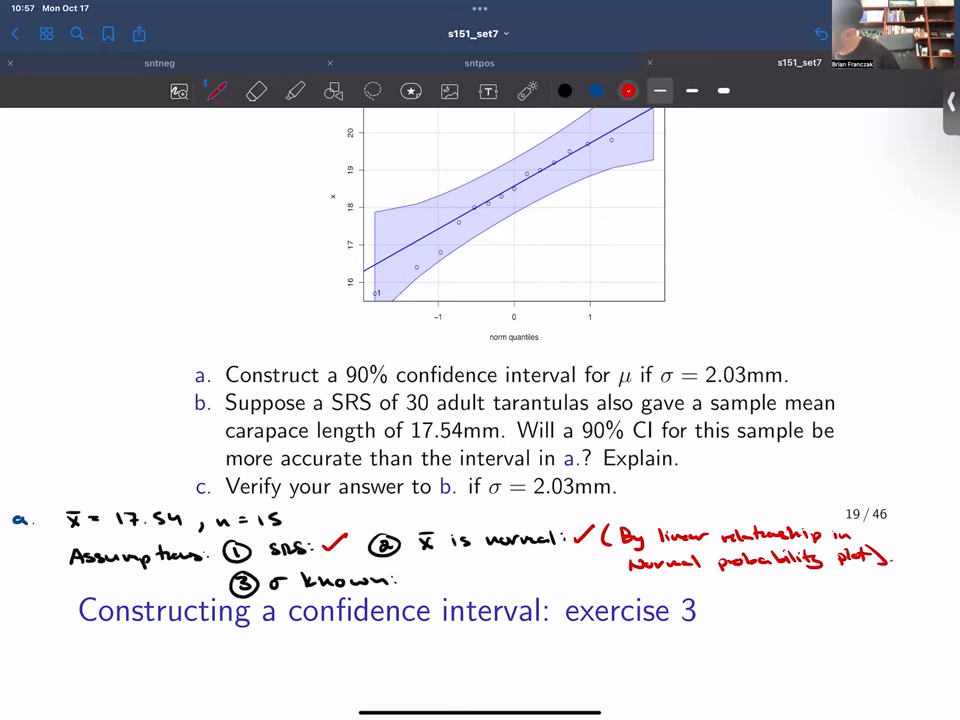 10:57 Mon Oct 17
s151_set7
Brian Franczak
sntneg
sntpos
s151_set7
T
20
19
18
17
16
x
1
-1
0
1
norm quantiles
a. Construct a 90% confidence interval for μ if σ = 2.03mm.
b. Suppose a SRS of 30 adult tarantulas also gave a sample mean
carapace length of 17.54mm. Will a 90% CI for this sample be
more accurate than the interval in a.? Explain.
c. Verify your answer to b. if σ = 2.03mm.
19 / 46
a. x̄ = 17.54 , n = 15
Assumptions: ① SRS: ✓ ② x̄ is normal: ✓ (By linear relationship in
Normal probability plot).
③ σ known:
Constructing a confidence interval: exercise 3